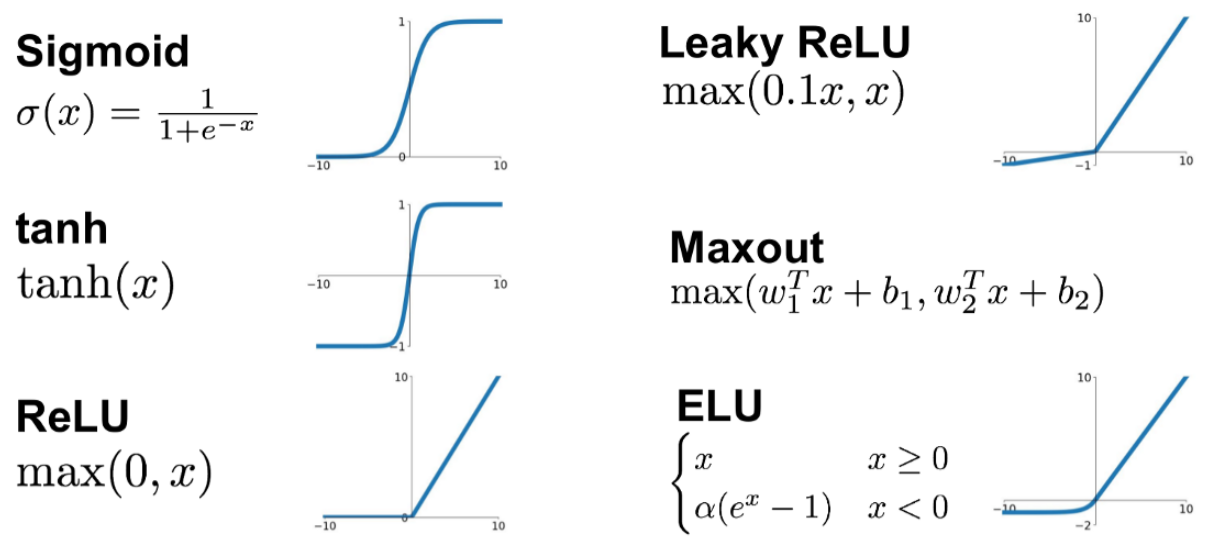 Sigmoid
σ(x) = 1/(1+e^{-x})
1
0
-10
10
tanh
tanh(x)
1
-10
10
-1
ReLU
max(0, x)
10
0
-10
10
Leaky ReLU
max(0.1x, x)
10
-10
-1
10
Maxout
max(w_1^T x + b_1, w_2^T x + b_2)
ELU
x x ≥ 0
α(e^x − 1) x < 0
10
-10
-2
10